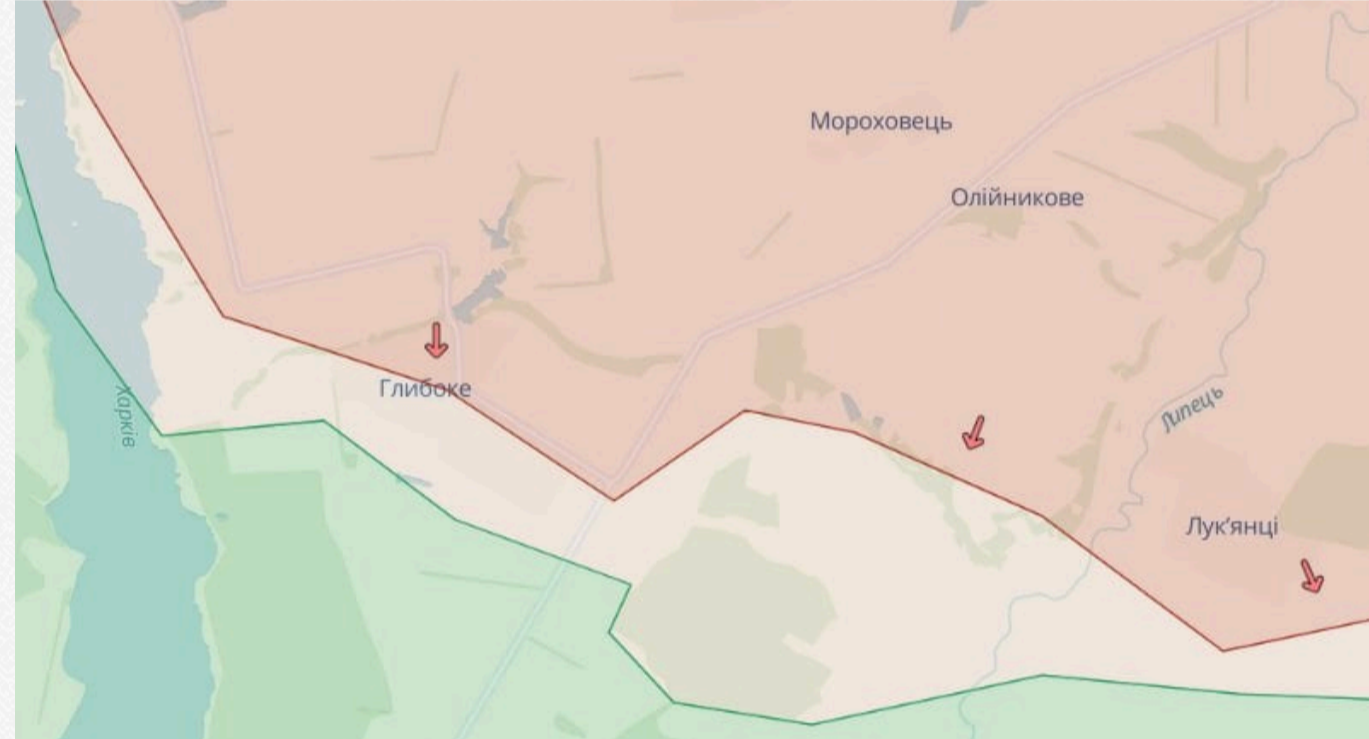 Мороховець
Олійникове
Глибоке
Харків
Липець
Лук’янці